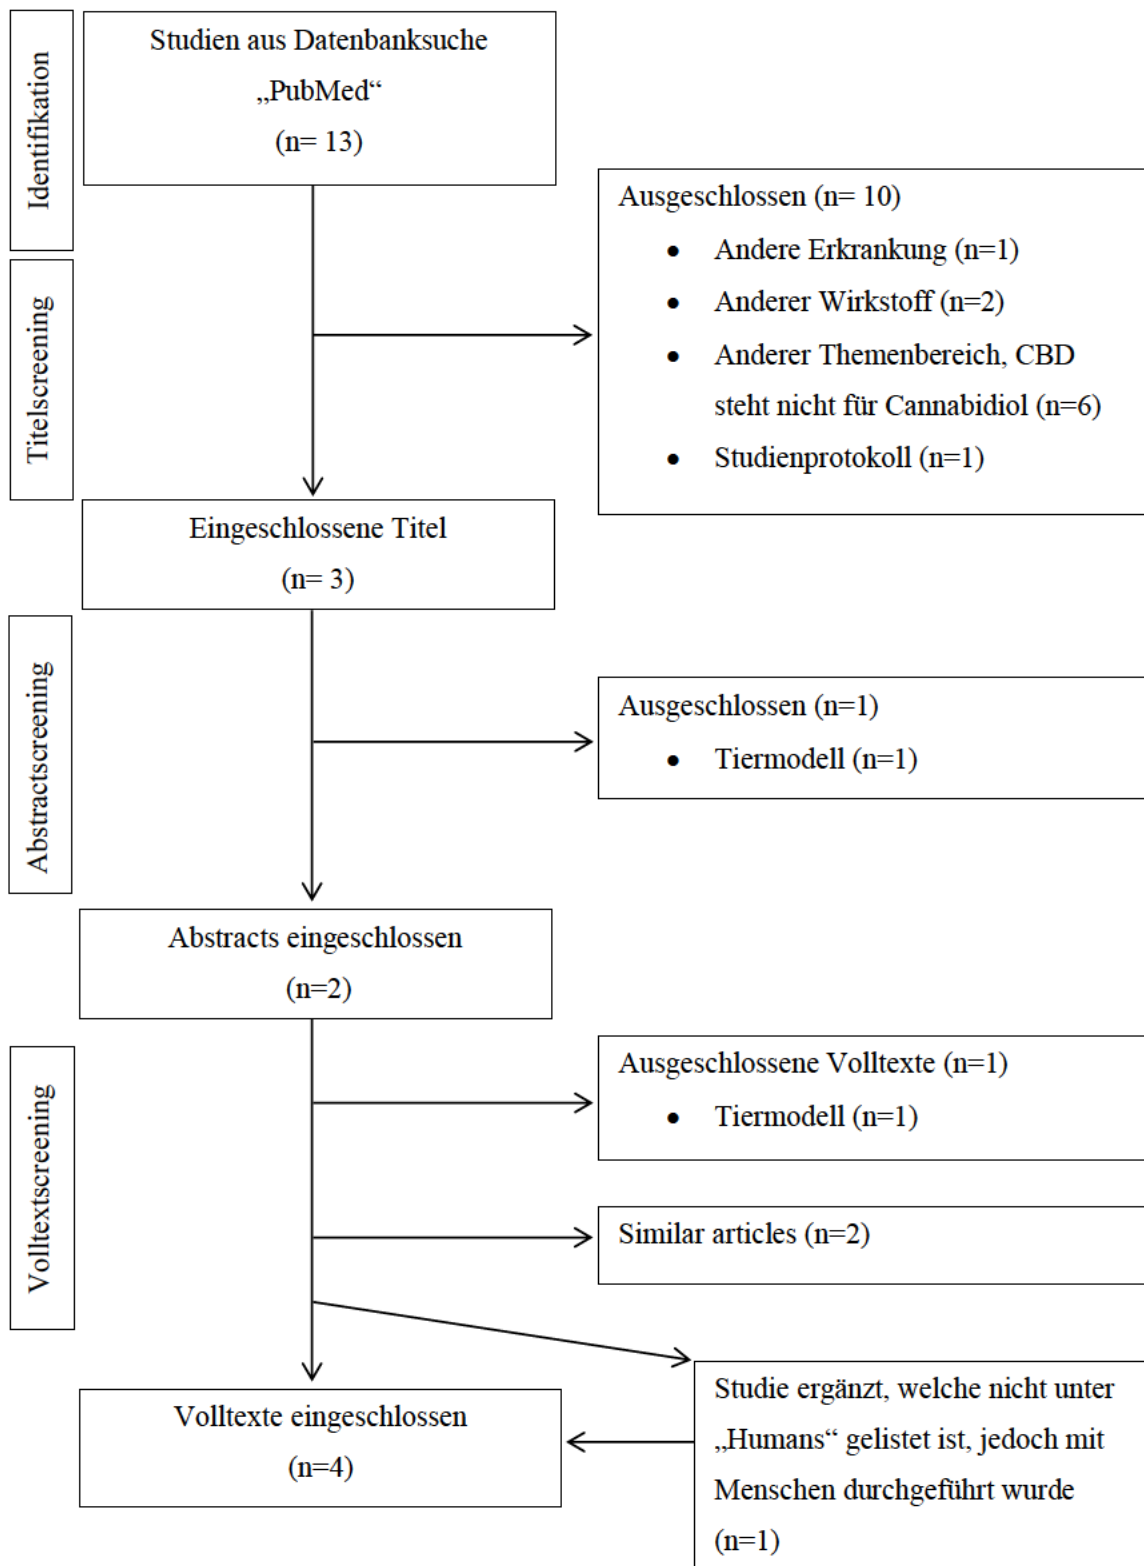 Identifikation
Studien aus Datenbanksuche
„PubMed“
(n= 13)
Titelscreening
Ausgeschlossen (n= 10)
• Andere Erkrankung (n=1)
• Anderer Wirkstoff (n=2)
• Anderer Themenbereich, CBD
steht nicht für Cannabidiol (n=6)
• Studienprotokoll (n=1)
Eingeschlossene Titel
(n= 3)
Abstractscreening
Ausgeschlossen (n=1)
• Tiermodell (n=1)
Abstracts eingeschlossen
(n=2)
Volltextscreening
Ausgeschlossene Volltexte (n=1)
• Tiermodell (n=1)
Similar articles (n=2)
Studie ergänzt, welche nicht unter
„Humans“ gelistet ist, jedoch mit
Menschen durchgeführt wurde
(n=1)
Volltexte eingeschlossen
(n=4)